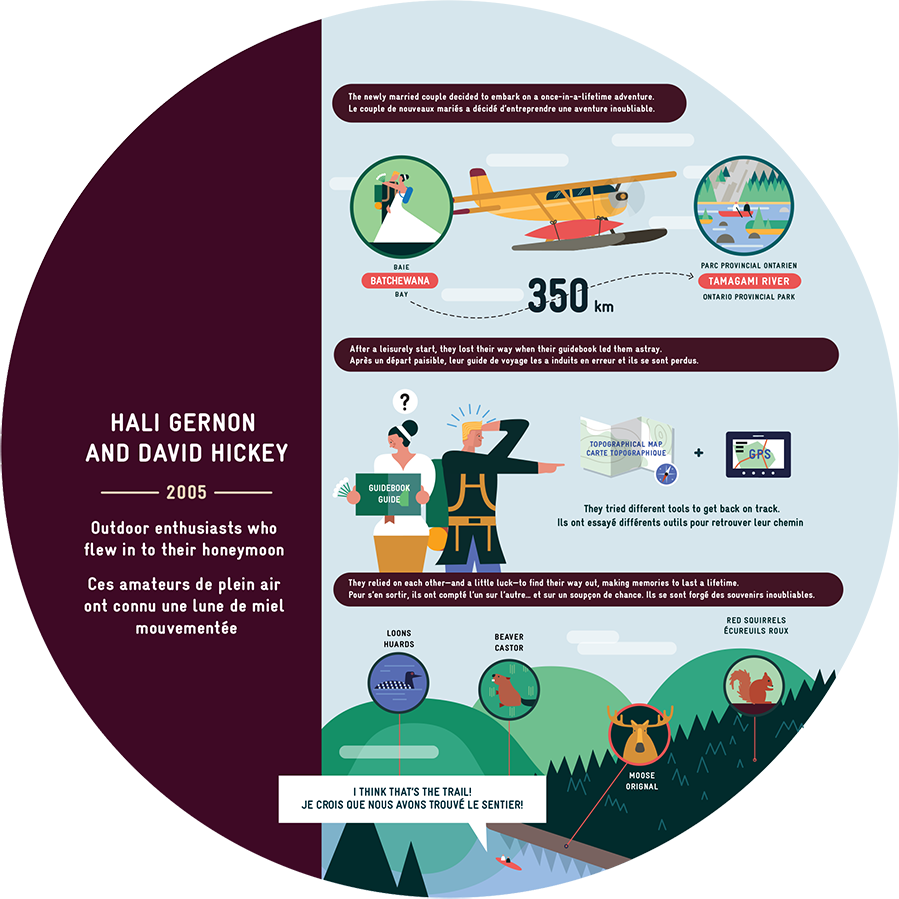 HALI GERNON
AND DAVID HICKEY
2005
Outdoor enthusiasts who
flew in to their honeymoon
Ces amateurs de plein air
ont connu une lune de miel
mouvementée
The newly married couple decided to embark on a once-in-a-lifetime adventure.
Le couple de nouveaux mariés a décidé d'entreprendre une aventure inoubliable.
BAIE
BATCHEWANA
BAY
350 km
PARC PROVINCIAL ONTARIEN
TAMAGAMI RIVER
ONTARIO PROVINCIAL PARK
After a leisurely start, they lost their way when their guidebook led them astray.
Après un départ paisible, leur guide de voyage les a induits en erreur et ils se sont perdus.
?
GUIDEBOOK
GUIDE
TOPOGRAPHICAL MAP
CARTE TOPOGRAPHIQUE
+
GPS
They tried different tools to get back on track.
Ils ont essayé différents outils pour retrouver leur chemin
They relied on each other—and a little luck—to find their way out, making memories to last a lifetime.
Pour s'en sortir, ils ont compté l'un sur l'autre... et sur un soupçon de chance. Ils se sont forgé des souvenirs inoubliables.
LOONS
HUARDS
BEAVER
CASTOR
RED SQUIRRELS
ÉCUREUILS ROUX
MOOSE
ORIGNAL
I THINK THAT'S THE TRAIL!
JE CROIS QUE NOUS AVONS TROUVÉ LE SENTIER!